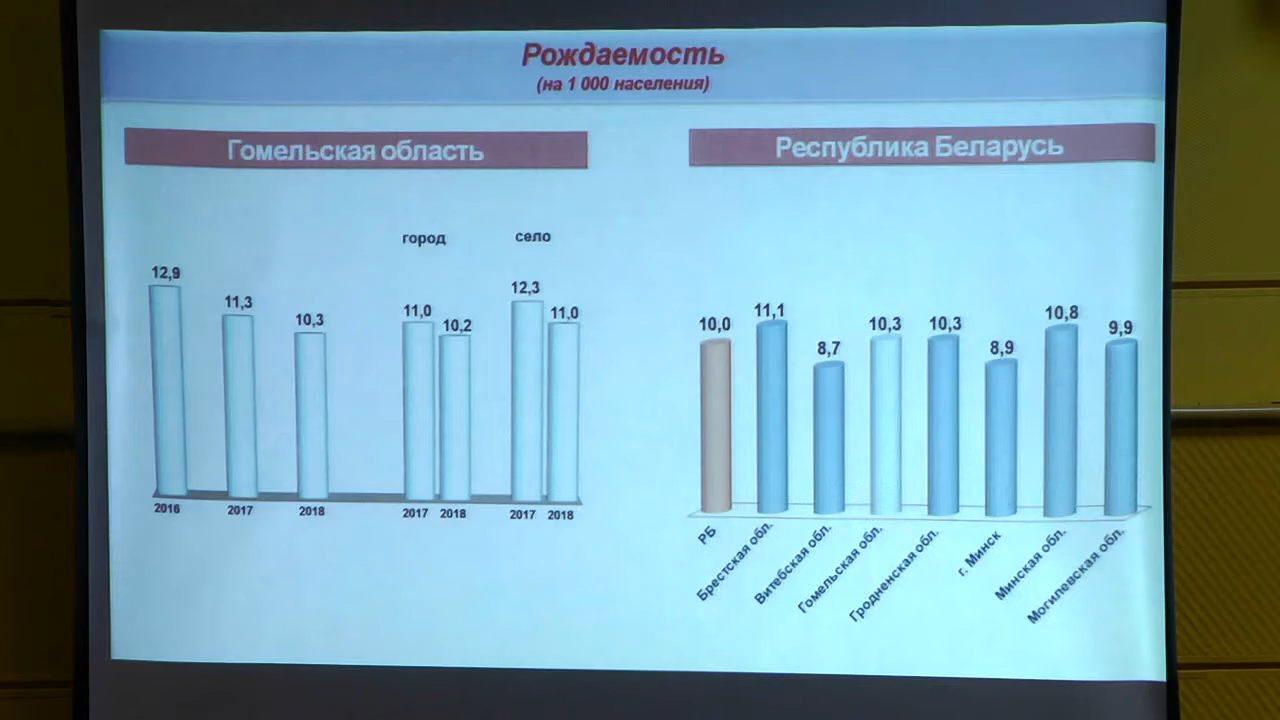 Рождаемость
(на 1 000 населения)
Гомельская область
город село
12,9
11,3
10,3
11,0
10,2
12,3
11,0
2016 2017 2018 2017 2018 2017 2018
Республика Беларусь
10,0
11,1
8,7
10,3
10,3
8,9
10,8
9,9
РБ
Брестская обл.
Витебская обл.
Гомельская обл.
Гродненская обл.
г. Минск
Минская обл.
Могилевская обл.